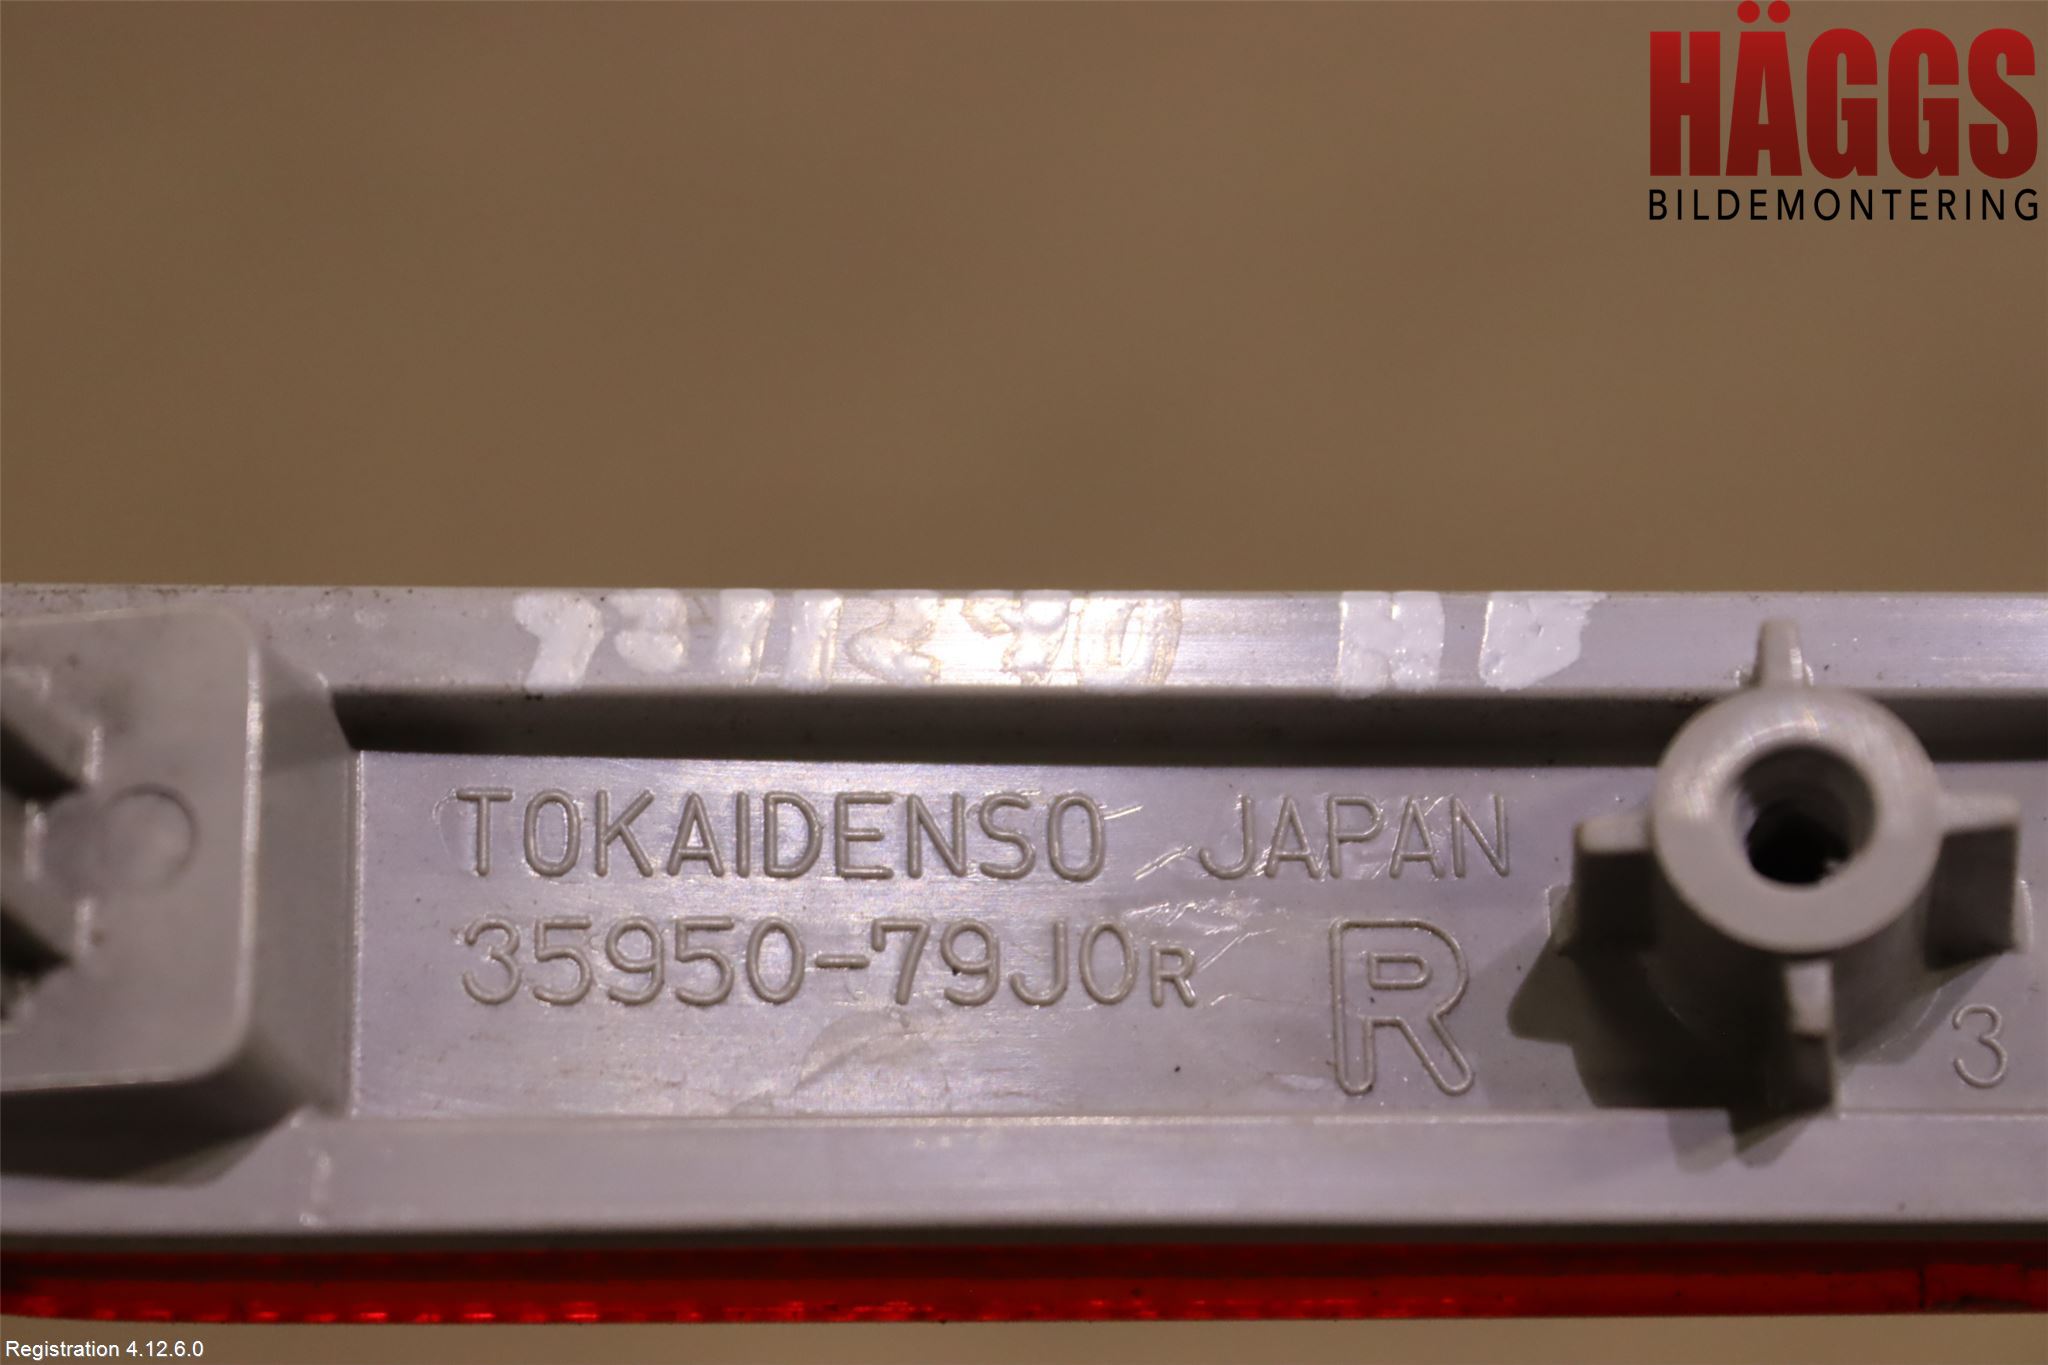 HÄGGS
BILDEMONTERING
TOKAIDENSO JAPAN
35950-79J0R R
3
Registration 4.12.6.0